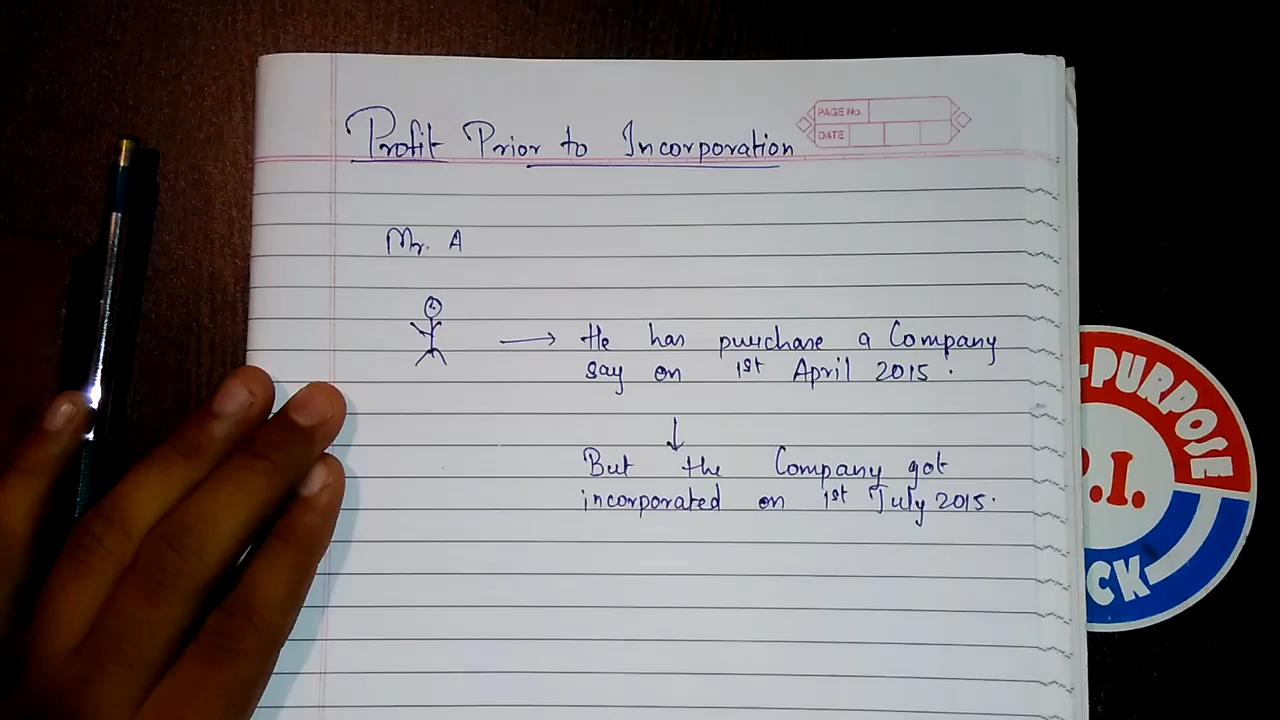 Profit Prior to Incorporation
PAGE No.
DATE
Mr. A
He has purchase a Company
say on 1st April 2015.
But the Company got
incorporated on 1st July 2015.
-PURPOSE
.I.
CK